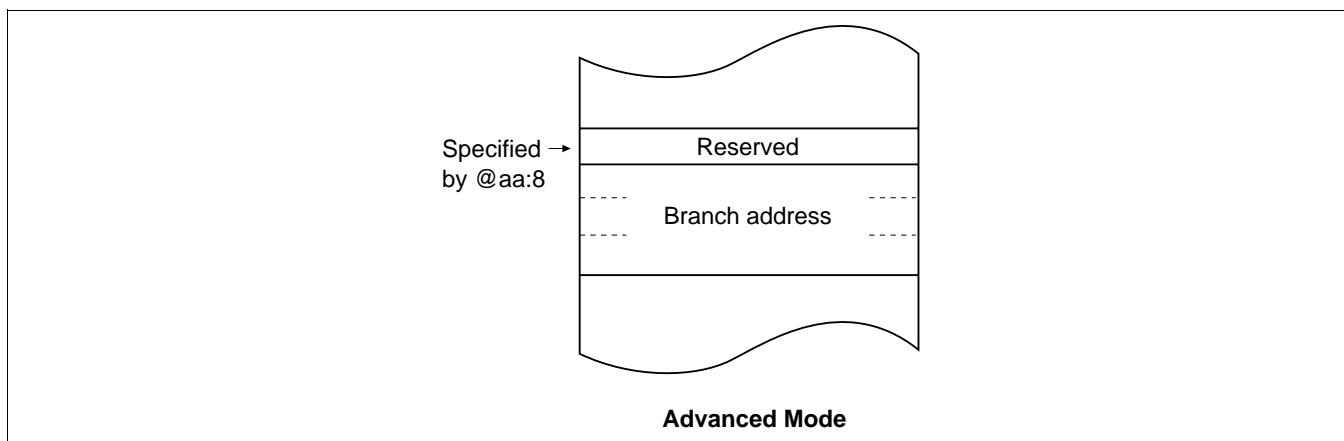 Reserved
Specified
by @aa:8
Branch address
Advanced Mode